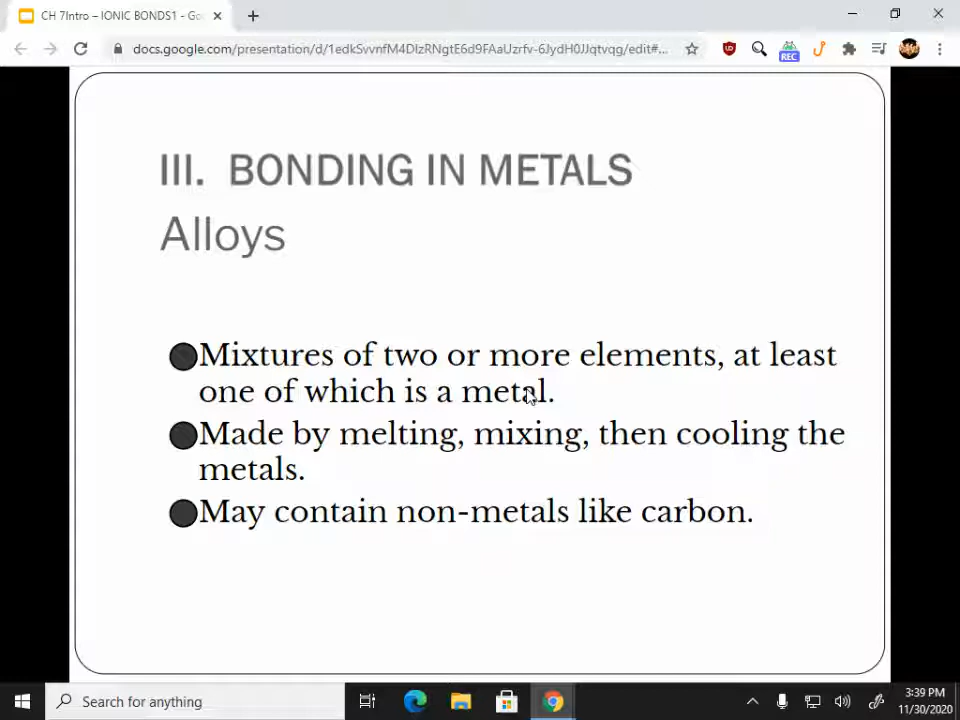 CH 7Intro – IONIC BONDS1 - Go
docs.google.com/presentation/d/1edkSvvnfM4DlzRNgtE6d9FAaUzrfv-6JydH0JJqtvqg/edit#...
REC
III. BONDING IN METALS
Alloys
Mixtures of two or more elements, at least
one of which is a metal.
Made by melting, mixing, then cooling the
metals.
May contain non-metals like carbon.
Search for anything
3:39 PM
11/30/2020